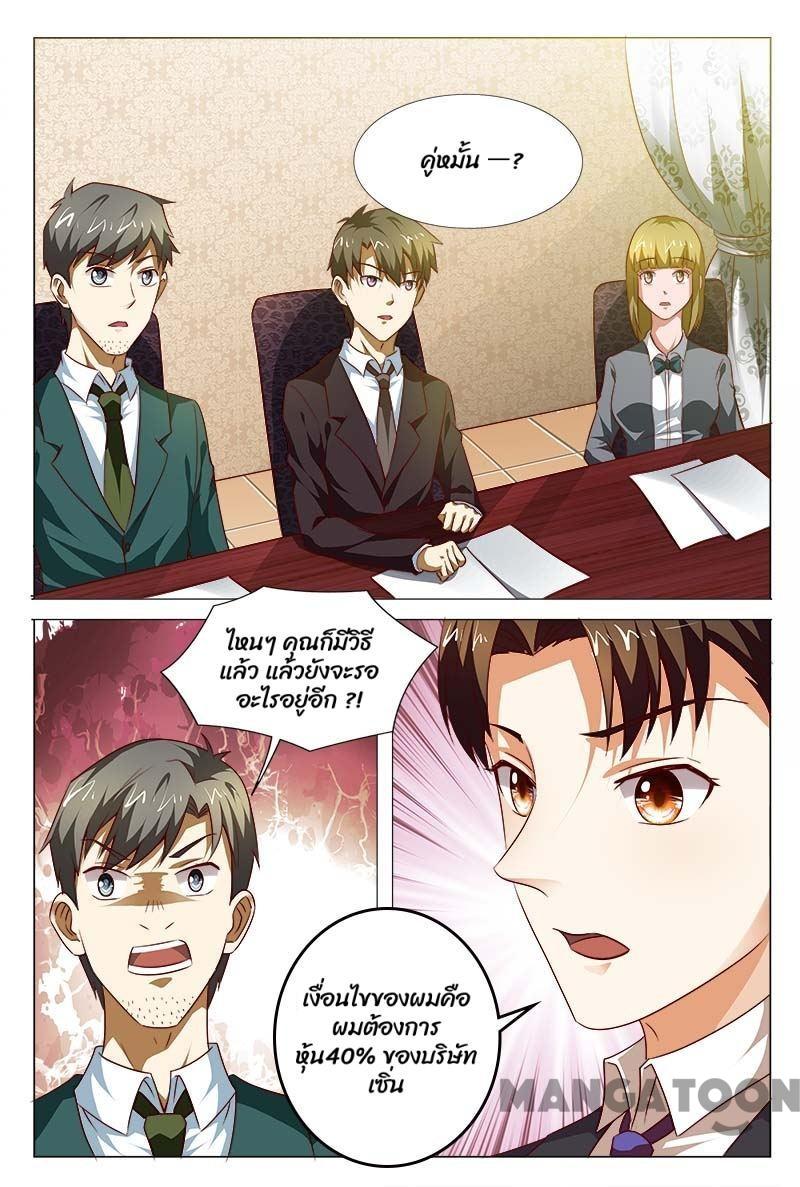 คู่หมั้น —?
ไหนๆ คุณก็มีวิธี
แล้ว แล้วยังจะรอ
อะไรอยู่อีก ?!
เงื่อนไขของผมคือ
ผมต้องการ
หุ้น40% ของบริษัท
เซิ่น
MANGATOON